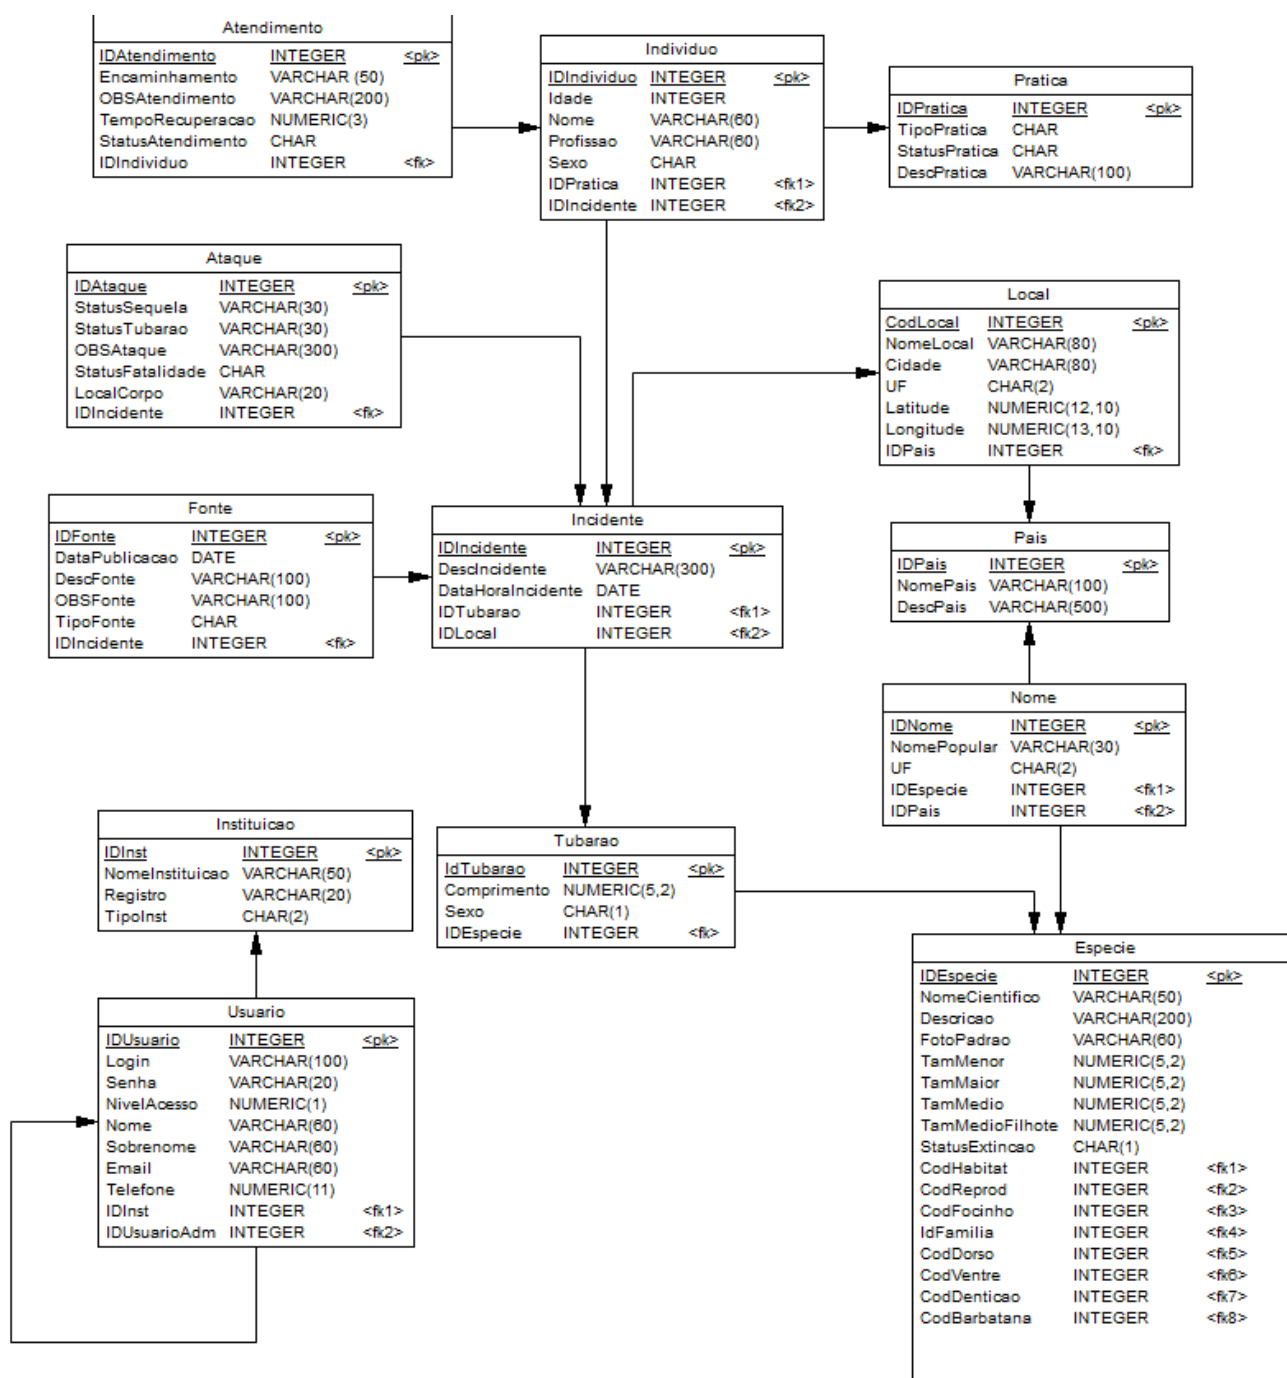 Atendimento
IDAtendimento INTEGER <pk>
Encaminhamento VARCHAR (50)
OBSAtendimento VARCHAR(200)
TempoRecuperacao NUMERIC(3)
StatusAtendimento CHAR
IDIndividuo INTEGER <fk>
Individuo
IDIndividuo INTEGER <pk>
Idade INTEGER
Nome VARCHAR(60)
Profissao VARCHAR(60)
Sexo CHAR
IDPratica INTEGER <fk1>
IDIncidente INTEGER <fk2>
Pratica
IDPratica INTEGER <pk>
TipoPratica CHAR
StatusPratica CHAR
DescPratica VARCHAR(100)
Ataque
IDAtaque INTEGER <pk>
StatusSequela VARCHAR(30)
StatusTubarao VARCHAR(30)
OBSAtaque VARCHAR(300)
StatusFatalidade CHAR
LocalCorpo VARCHAR(20)
IDIncidente INTEGER <fk>
Local
CodLocal INTEGER <pk>
NomeLocal VARCHAR(80)
Cidade VARCHAR(80)
UF CHAR(2)
Latitude NUMERIC(12,10)
Longitude NUMERIC(13,10)
IDPais INTEGER <fk>
Fonte
IDFonte INTEGER <pk>
DataPublicacao DATE
DescFonte VARCHAR(100)
OBSFonte VARCHAR(100)
TipoFonte CHAR
IDIncidente INTEGER <fk>
Incidente
IDIncidente INTEGER <pk>
DescIncidente VARCHAR(300)
DataHoraIncidente DATE
IDTubarao INTEGER <fk1>
IDLocal INTEGER <fk2>
Pais
IDPais INTEGER <pk>
NomePais VARCHAR(100)
DescPais VARCHAR(500)
Nome
IDNome INTEGER <pk>
NomePopular VARCHAR(30)
UF CHAR(2)
IDEspecie INTEGER <fk1>
IDPais INTEGER <fk2>
Instituicao
IDInst INTEGER <pk>
NomeInstituicao VARCHAR(50)
Registro VARCHAR(20)
TipoInst CHAR(2)
Tubarao
IdTubarao INTEGER <pk>
Comprimento NUMERIC(5,2)
Sexo CHAR(1)
IDEspecie INTEGER <fk>
Usuario
IDUsuario INTEGER <pk>
Login VARCHAR(100)
Senha VARCHAR(20)
NivelAcesso NUMERIC(1)
Nome VARCHAR(60)
Sobrenome VARCHAR(60)
Email VARCHAR(60)
Telefone NUMERIC(11)
IDInst INTEGER <fk1>
IDUsuarioAdm INTEGER <fk2>
Especie
IDEspecie INTEGER <pk>
NomeCientifico VARCHAR(50)
Descricao VARCHAR(200)
FotoPadrao VARCHAR(60)
TamMenor NUMERIC(5,2)
TamMaior NUMERIC(5,2)
TamMedio NUMERIC(5,2)
TamMedioFilhote NUMERIC(5,2)
StatusExtincao CHAR(1)
CodHabitat INTEGER <fk1>
CodReprod INTEGER <fk2>
CodFocinho INTEGER <fk3>
IdFamilia INTEGER <fk4>
CodDorso INTEGER <fk5>
CodVentre INTEGER <fk6>
CodDenticao INTEGER <fk7>
CodBarbatana INTEGER <fk8>